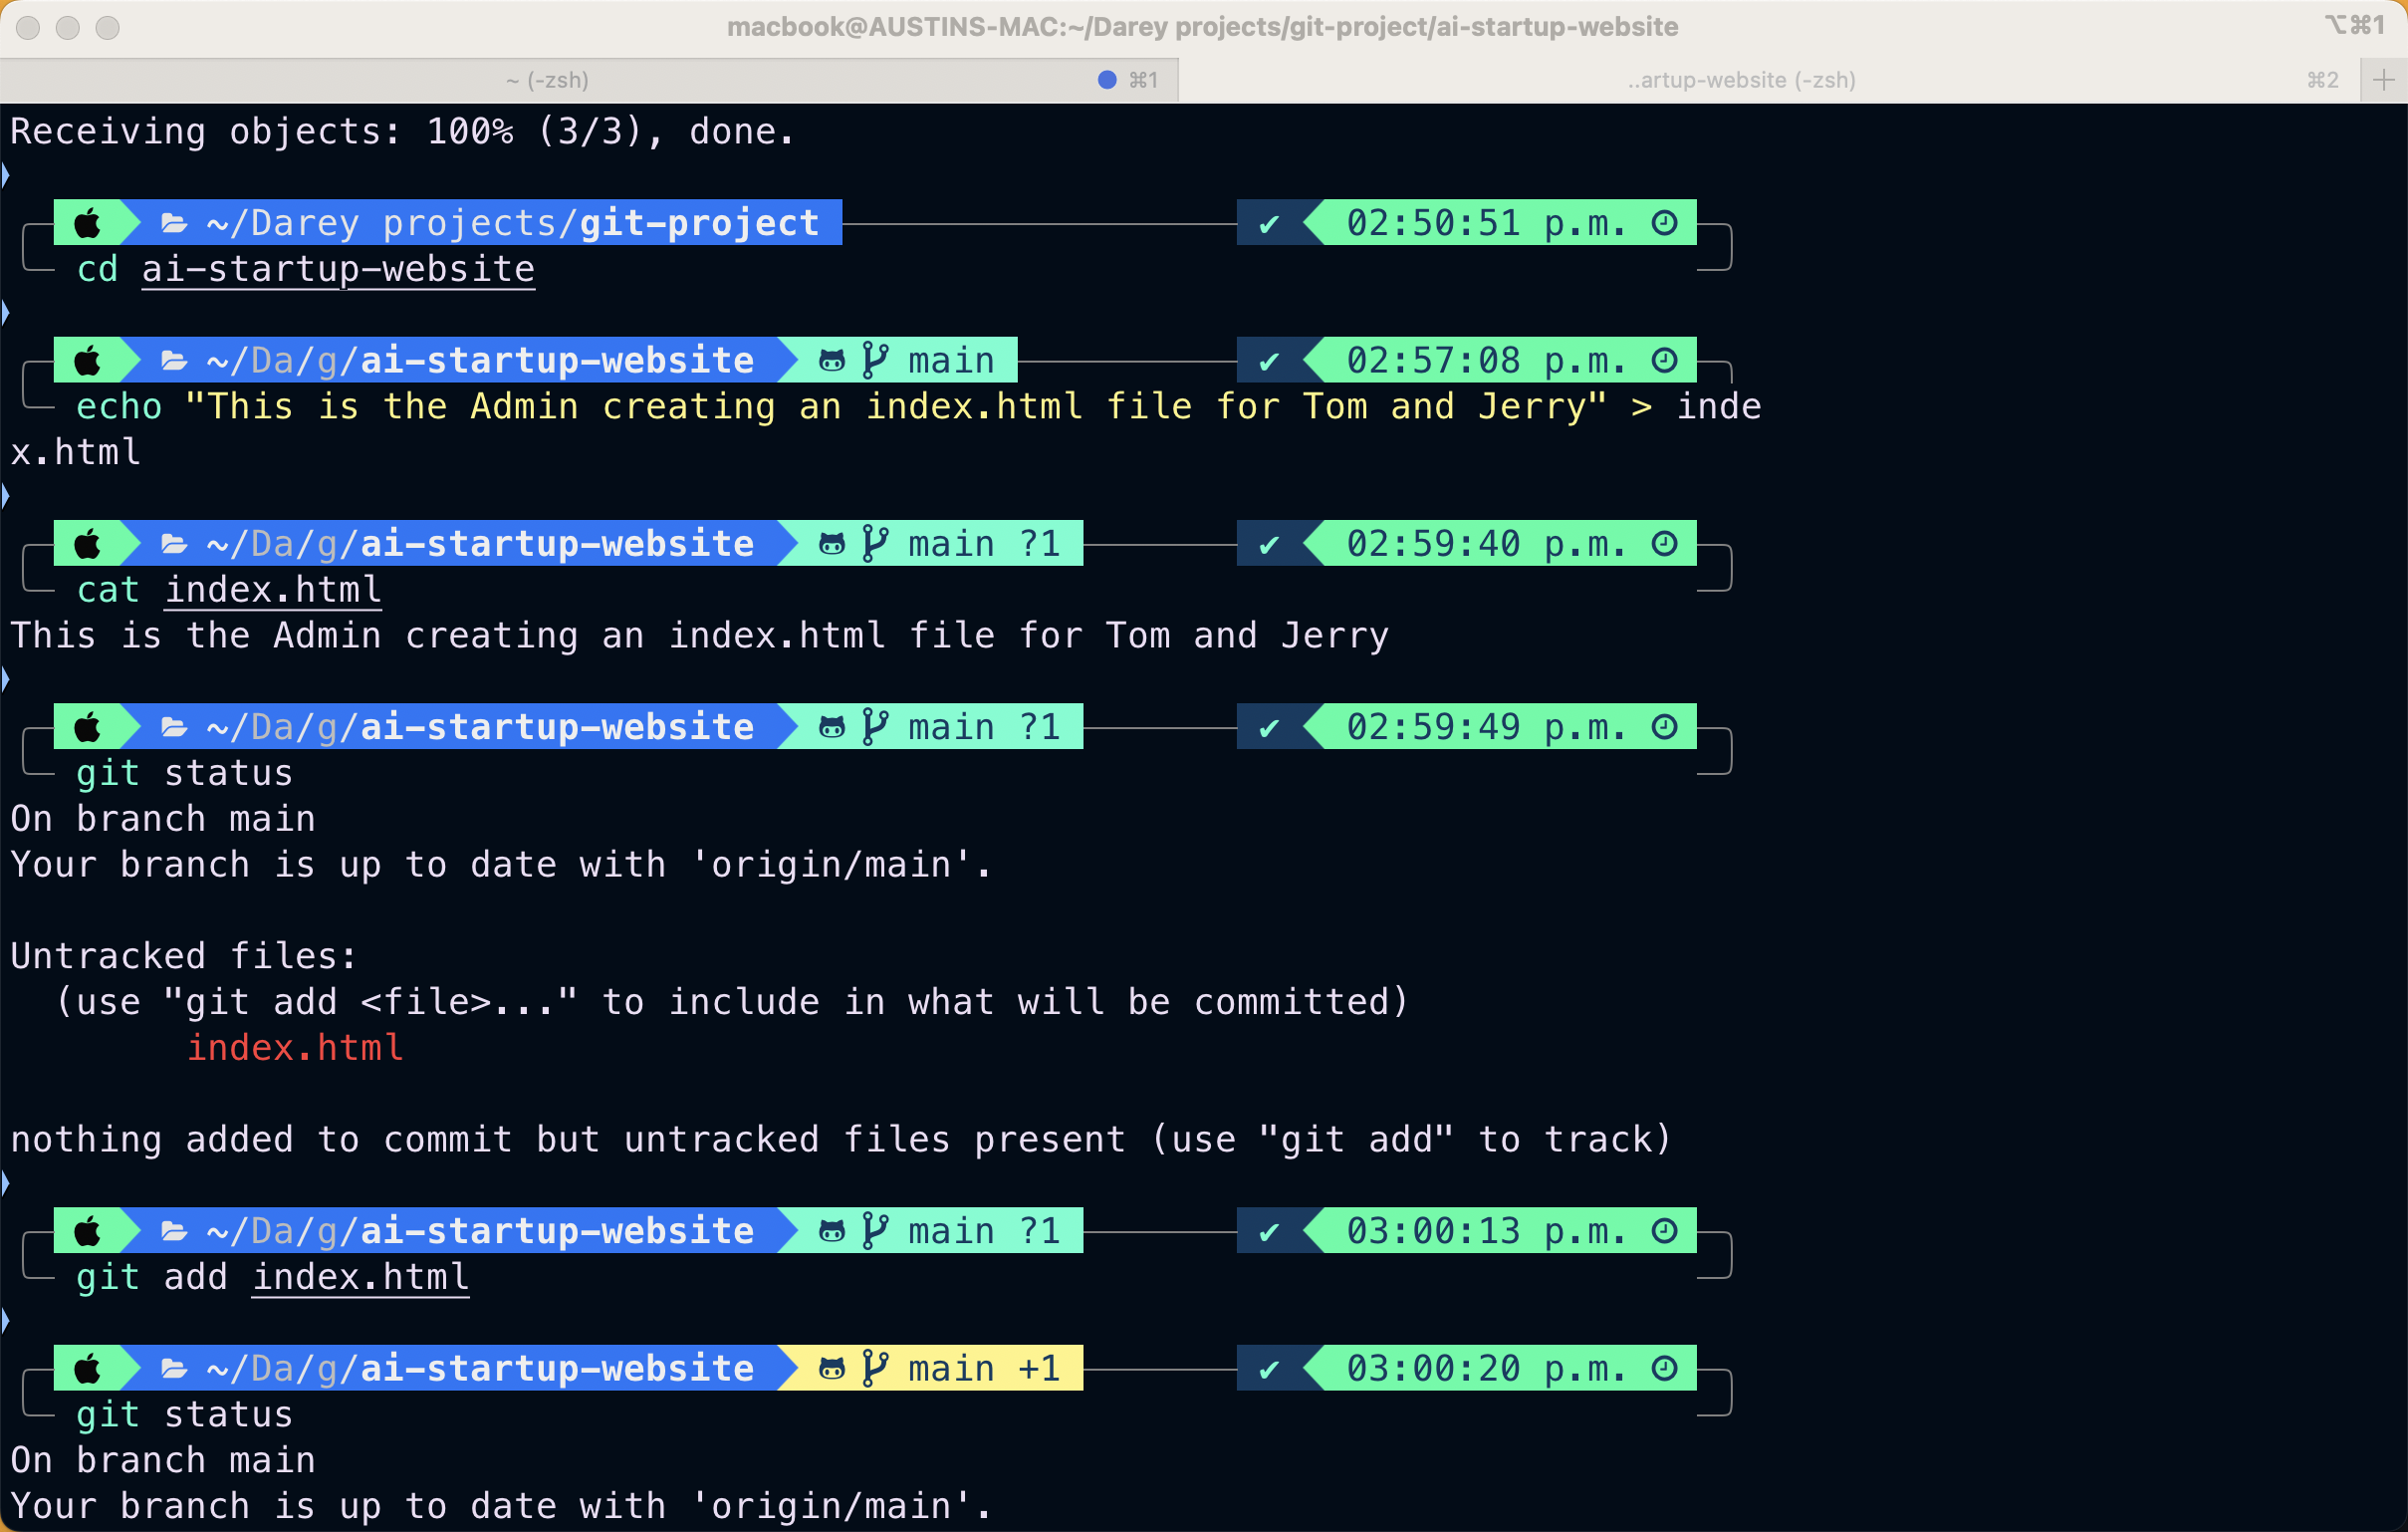 macbook@AUSTINS-MAC:~/Darey projects/git-project/ai-startup-website ⌥⌘1
~ (-zsh) ⌘1 ..artup-website (-zsh) ⌘2 +
Receiving objects: 100% (3/3), done.
~/Darey projects/git-project ✔ 02:50:51 p.m.
cd ai-startup-website
~/Da/g/ai-startup-website main ✔ 02:57:08 p.m.
echo "This is the Admin creating an index.html file for Tom and Jerry" > inde
x.html
~/Da/g/ai-startup-website main ?1 ✔ 02:59:40 p.m.
cat index.html
This is the Admin creating an index.html file for Tom and Jerry
~/Da/g/ai-startup-website main ?1 ✔ 02:59:49 p.m.
git status
On branch main
Your branch is up to date with 'origin/main'.
Untracked files:
(use "git add <file>..." to include in what will be committed)
index.html
nothing added to commit but untracked files present (use "git add" to track)
~/Da/g/ai-startup-website main ?1 ✔ 03:00:13 p.m.
git add index.html
~/Da/g/ai-startup-website main +1 ✔ 03:00:20 p.m.
git status
On branch main
Your branch is up to date with 'origin/main'.